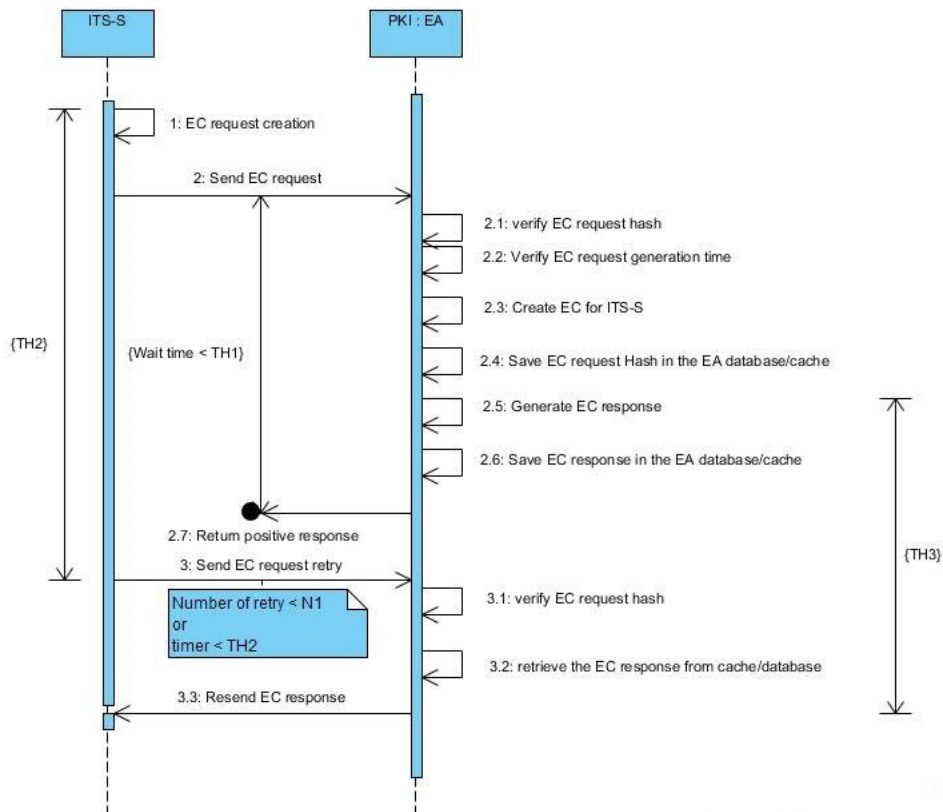 ITS-S
PKI : EA
1: EC request creation
2: Send EC request
2.1: verify EC request hash
2.2: Verify EC request generation time
2.3: Create EC for ITS-S
{TH2}
{Wait time < TH1}
2.4: Save EC request Hash in the EA database/cache
2.5: Generate EC response
2.6: Save EC response in the EA database/cache
2.7: Return positive response
3: Send EC request retry
{TH3}
Number of retry < N1
or
timer < TH2
3.1: verify EC request hash
3.2: retrieve the EC response from cache/database
3.3: Resend EC response